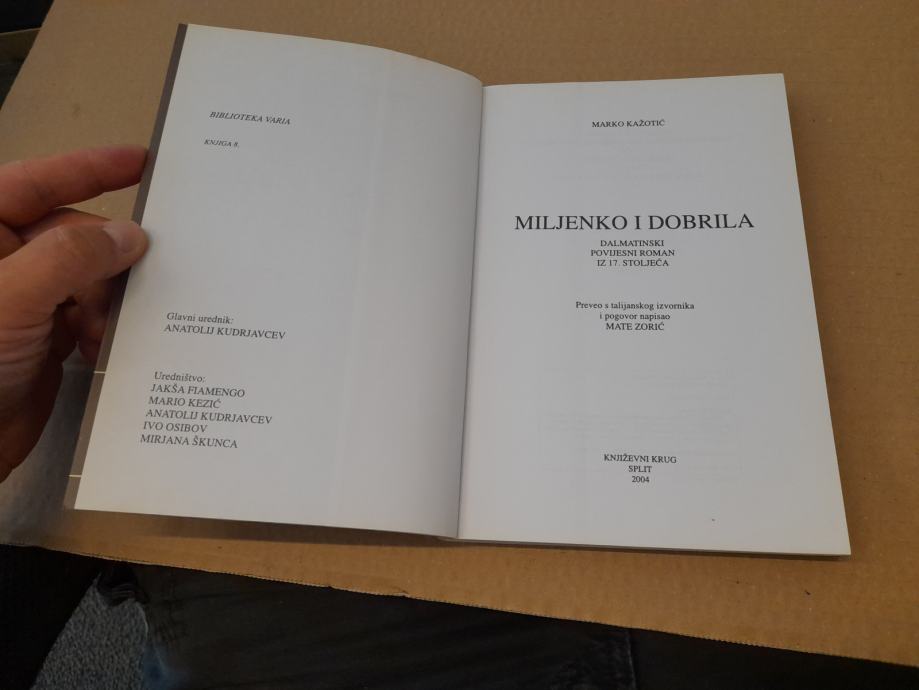 BIBLIOTEKA VARIA
KNJIGA 8.
Glavni urednik:
ANATOLIJ KUDRJAVCEV
Uredništvo:
JAKŠA FIAMENGO
MARIO KEZIĆ
ANATOLIJ KUDRJAVCEV
IVO OSIBOV
MIRJANA ŠKUNCA
MARKO KAŽOTIĆ
MILJENKO I DOBRILA
DALMATINSKI
POVIJESNI ROMAN
IZ 17. STOLJEĆA
Preveo s talijanskog izvornika
i pogovor napisao
MATE ZORIĆ
KNJIŽEVNI KRUG
SPLIT
2004